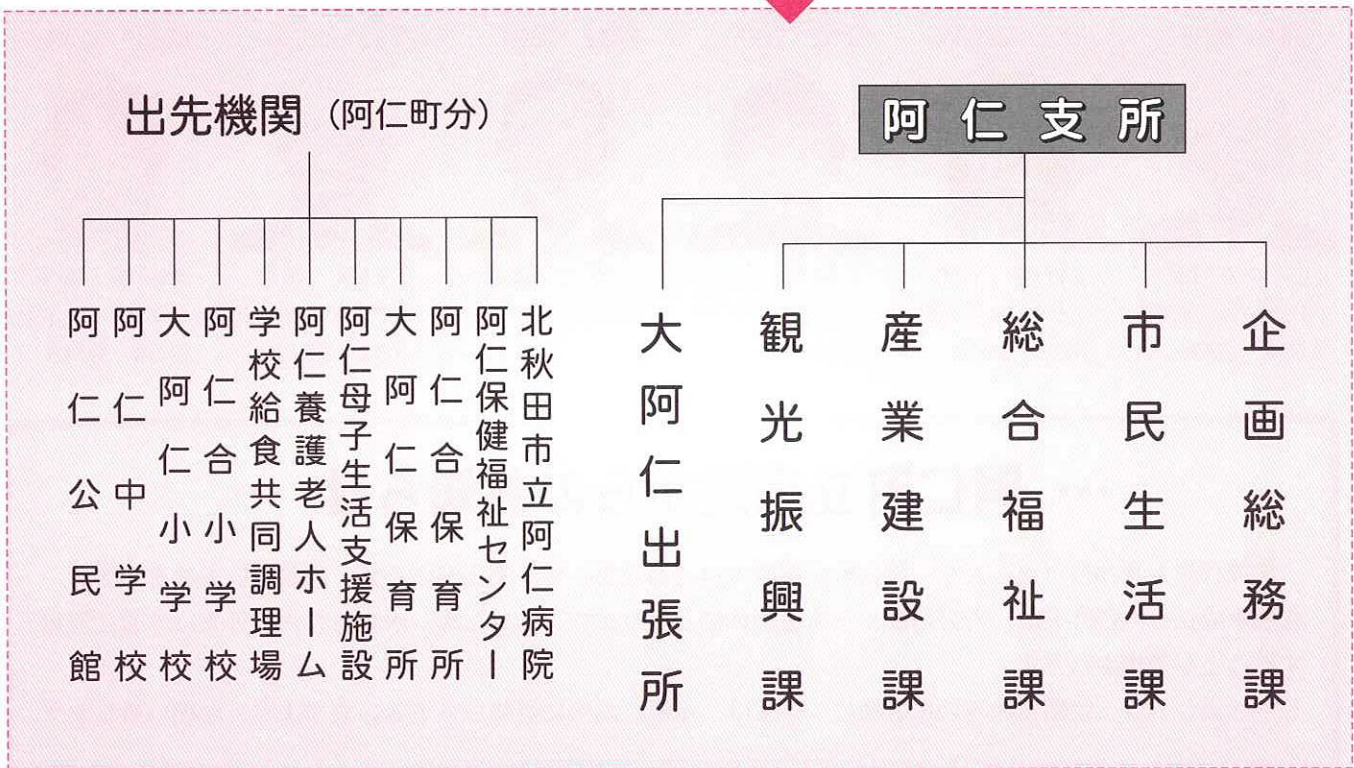 阿仁支所
企画総務課
市民生活課
総合福祉課
産業建設課
観光振興課
大阿仁出張所
出先機関（阿仁町分）
北秋田市立阿仁病院
阿仁保健福祉センター
阿仁合保育所
大阿仁保育所
阿仁母子生活支援施設
阿仁養護老人ホーム
学校給食共同調理場
阿仁合小学校
大阿仁小学校
阿仁中学校
阿仁公民館